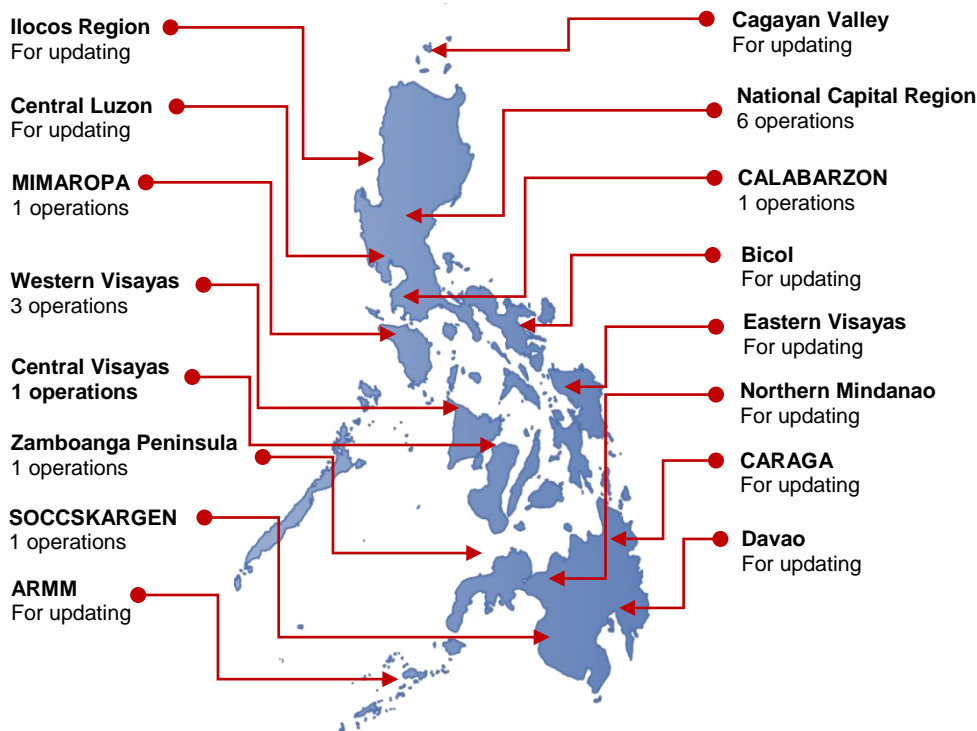 Ilocos Region
For updating
Central Luzon
For updating
MIMAROPA
1 operations
Western Visayas
3 operations
Central Visayas
1 operations
Zamboanga Peninsula
1 operations
SOCCSKARGEN
1 operations
ARMM
For updating
Cagayan Valley
For updating
National Capital Region
6 operations
CALABARZON
1 operations
Bicol
For updating
Eastern Visayas
For updating
Northern Mindanao
For updating
CARAGA
For updating
Davao
For updating